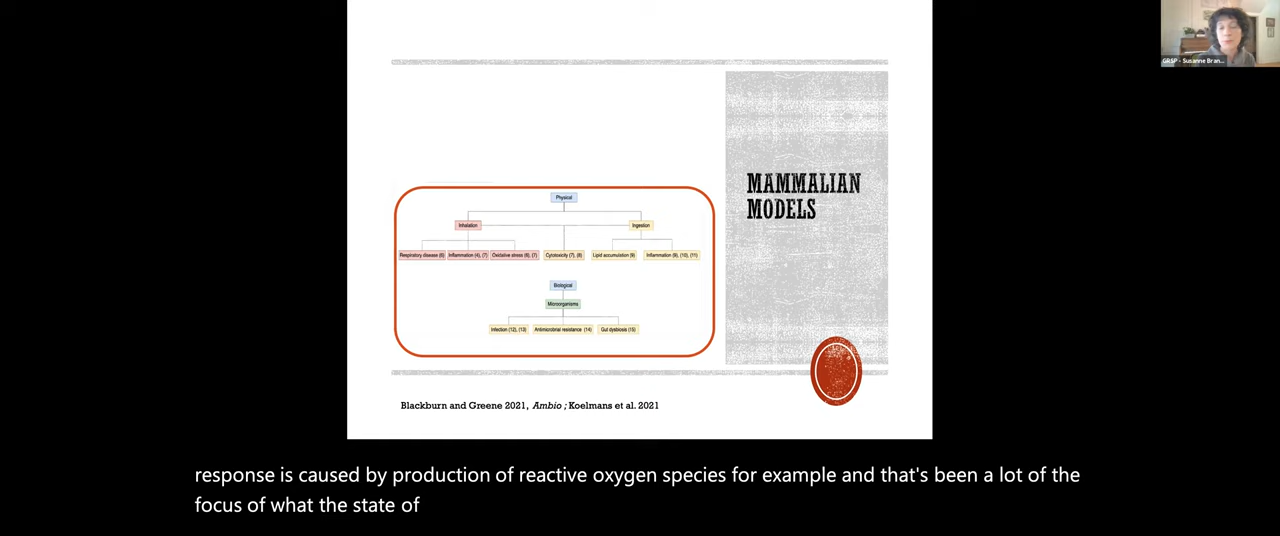 GRSP - Susanne Bran...
MAMMALIAN
MODELS
Physical
Inhalation
Ingestion
Respiratory disease (6)
Inflammation (4), (7)
Oxidative stress (6), (7)
Cytotoxicity (7), (8)
Lipid accumulation (9)
Inflammation (9), (10), (11)
Biological
Microorganisms
Infection (12), (13)
Antimicrobial resistance (14)
Gut dysbiosis (15)
Blackburn and Greene 2021, Ambio ; Koelmans et al. 2021
response is caused by production of reactive oxygen species for example and that's been a lot of the
focus of what the state of